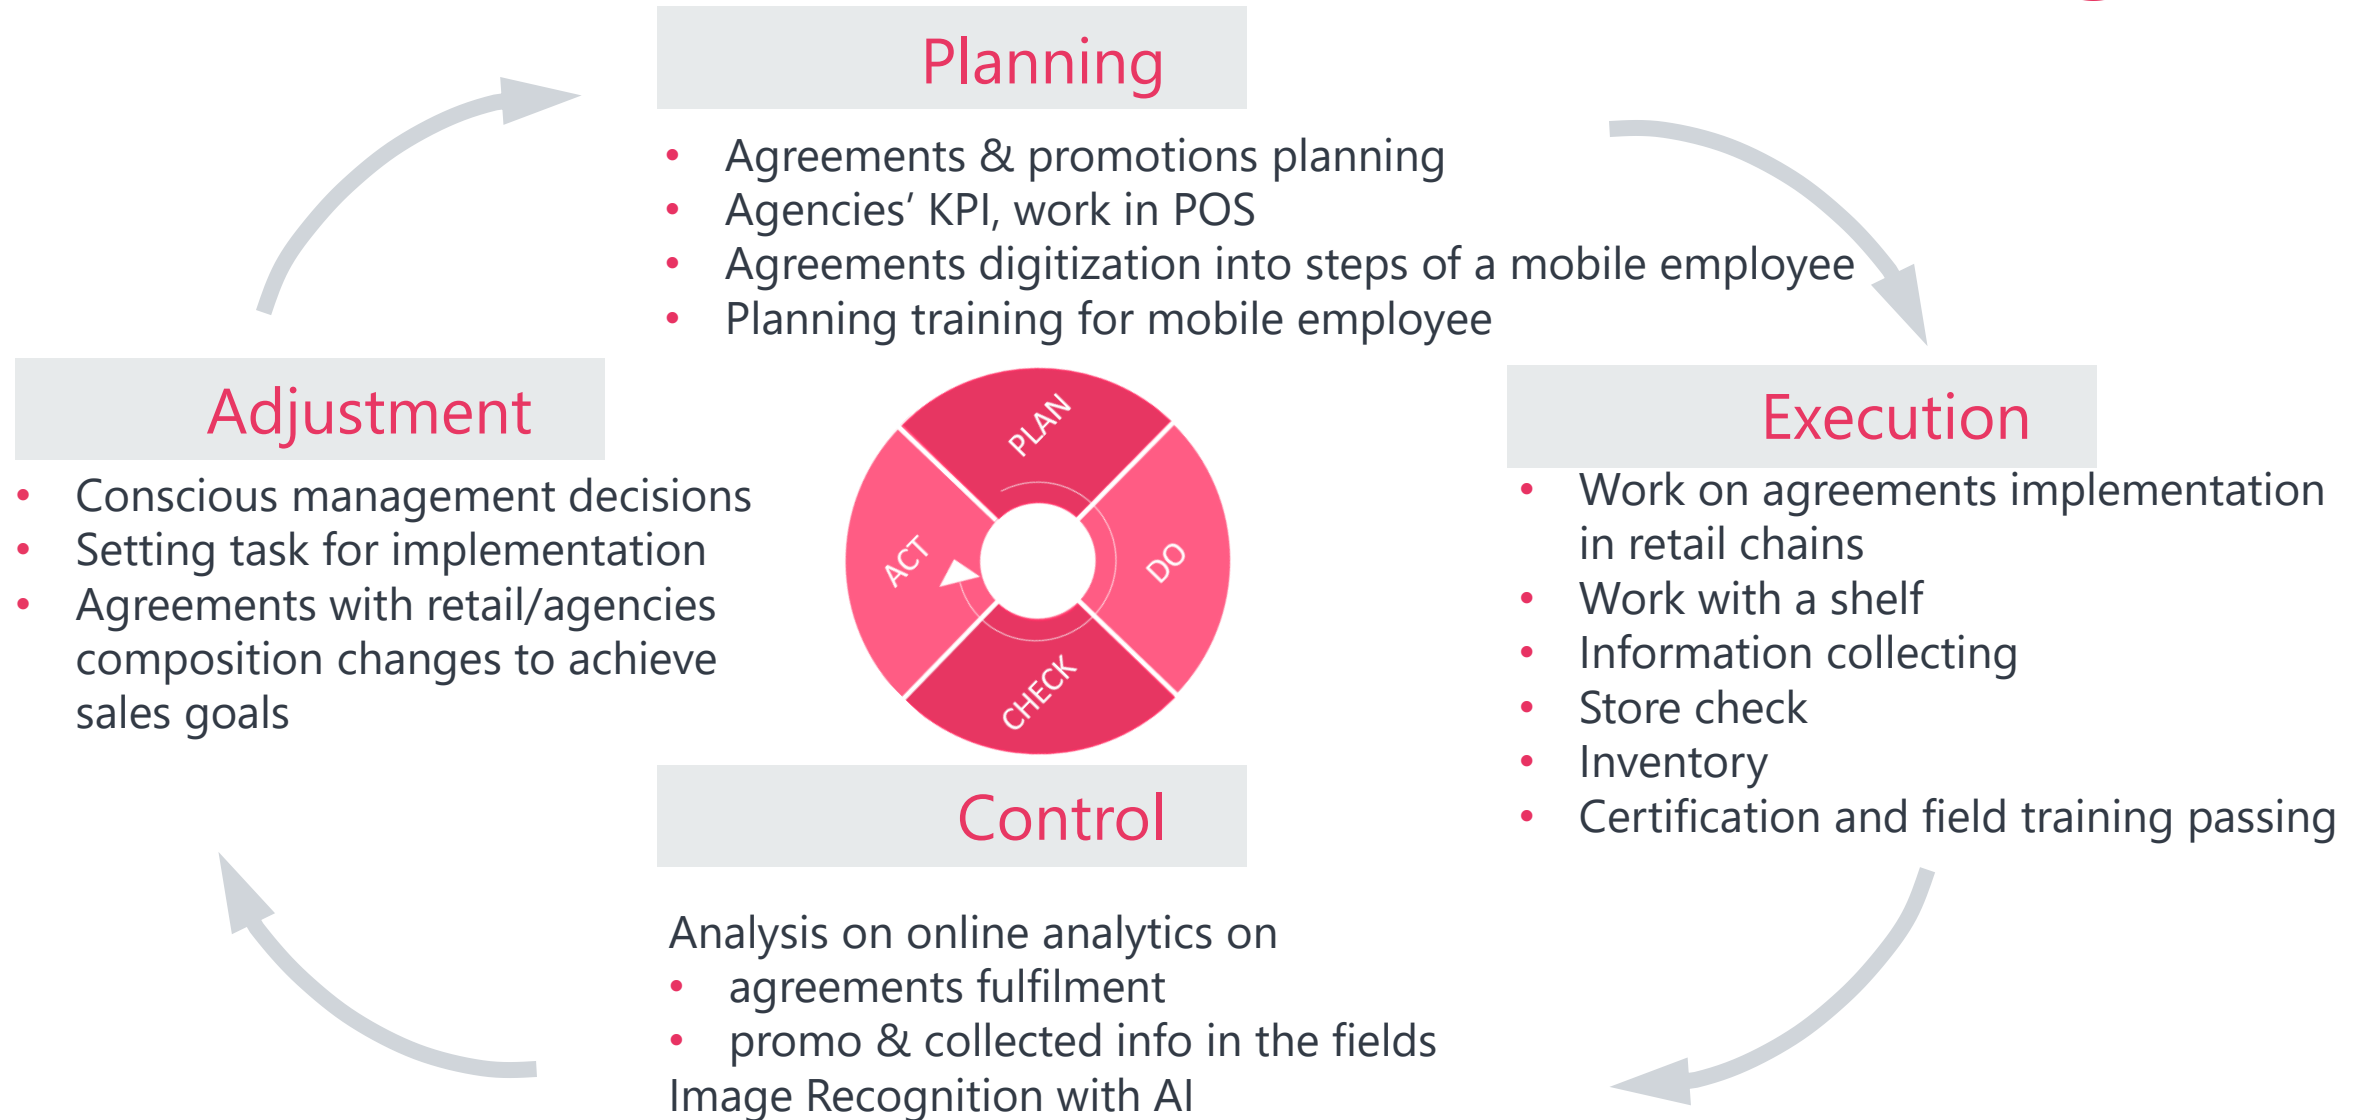 Planning
• Agreements & promotions planning
• Agencies’ KPI, work in POS
• Agreements digitization into steps of a mobile employee
• Planning training for mobile employee
Adjustment
• Conscious management decisions
• Setting task for implementation
• Agreements with retail/agencies
composition changes to achieve
sales goals
PLAN
DO
CHECK
ACT
Execution
• Work on agreements implementation
in retail chains
• Work with a shelf
• Information collecting
• Store check
• Inventory
• Certification and field training passing
Control
Analysis on online analytics on
• agreements fulfilment
• promo & collected info in the fields
Image Recognition with AI